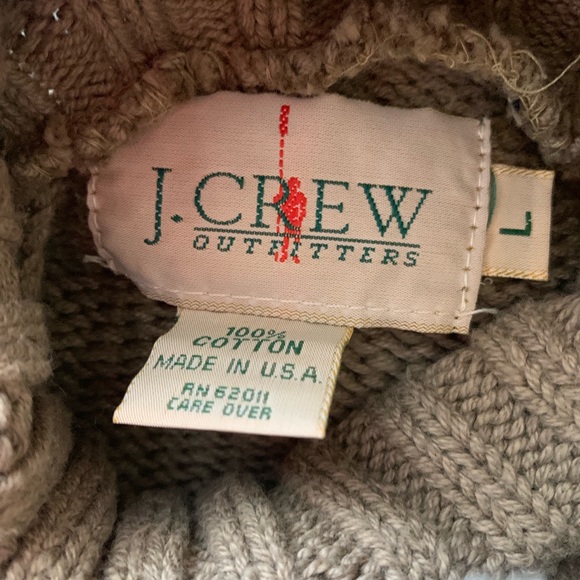 J.CREW
OUTFITTERS
L
100%
COTTON
MADE IN U.S.A.
RN 62011
CARE OVER